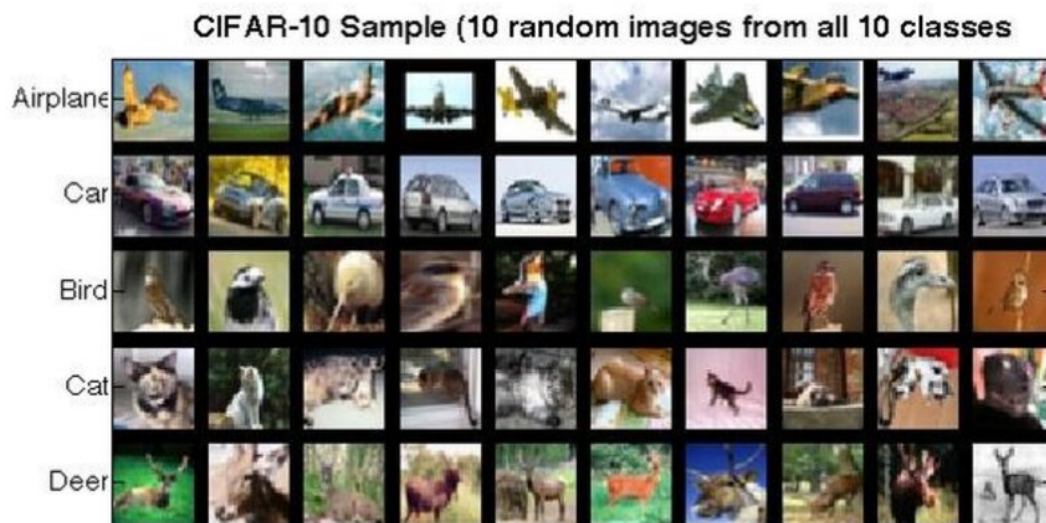 CIFAR-10 Sample (10 random images from all 10 classes
Airplane
Car
Bird
Cat
Deer